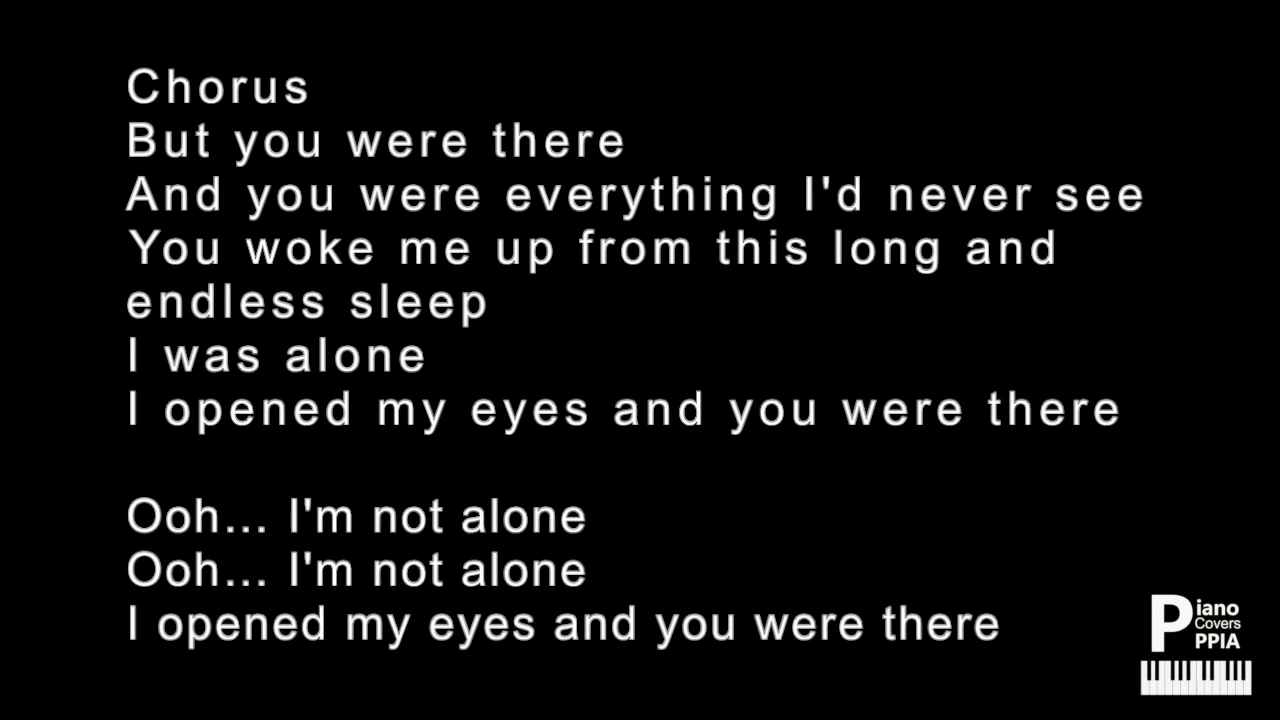 Chorus
But you were there
And you were everything I'd never see
You woke me up from this long and
endless sleep
I was alone
I opened my eyes and you were there
Ooh... I'm not alone
Ooh... I'm not alone
I opened my eyes and you were there
Piano
Covers
PPIA